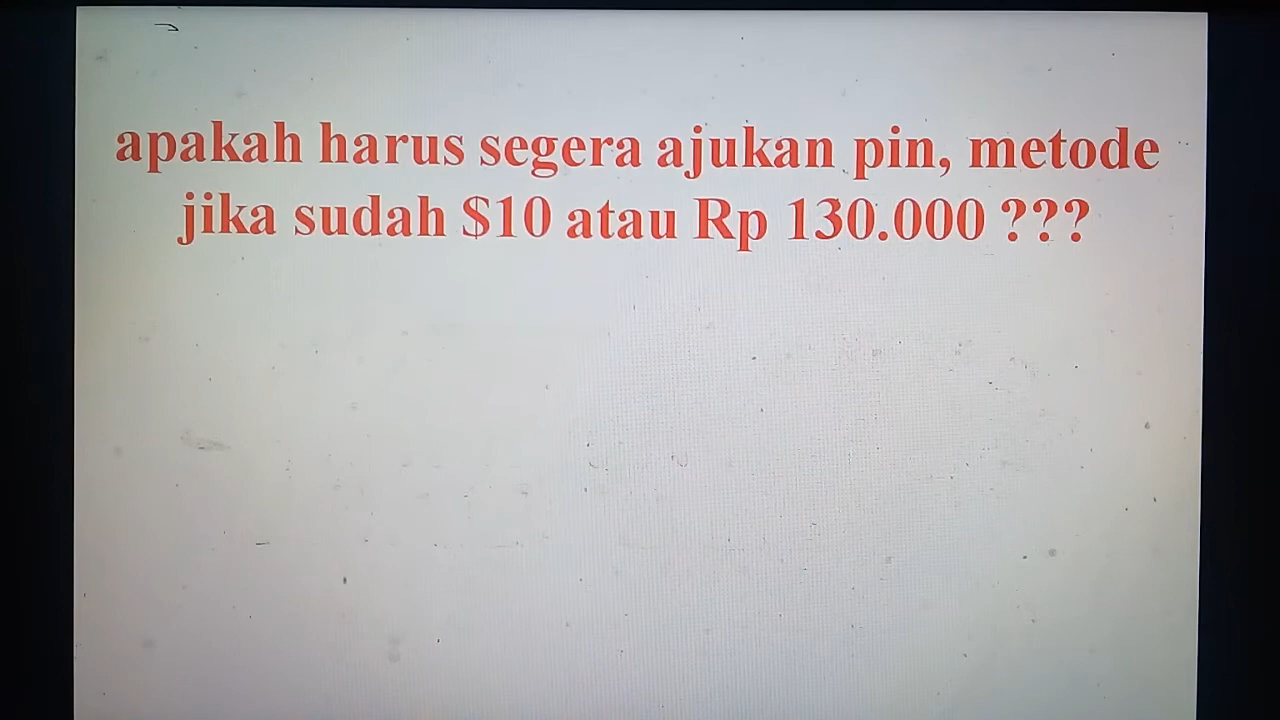 apakah harus segera ajukan pin, metode
jika sudah $10 atau Rp 130.000 ???